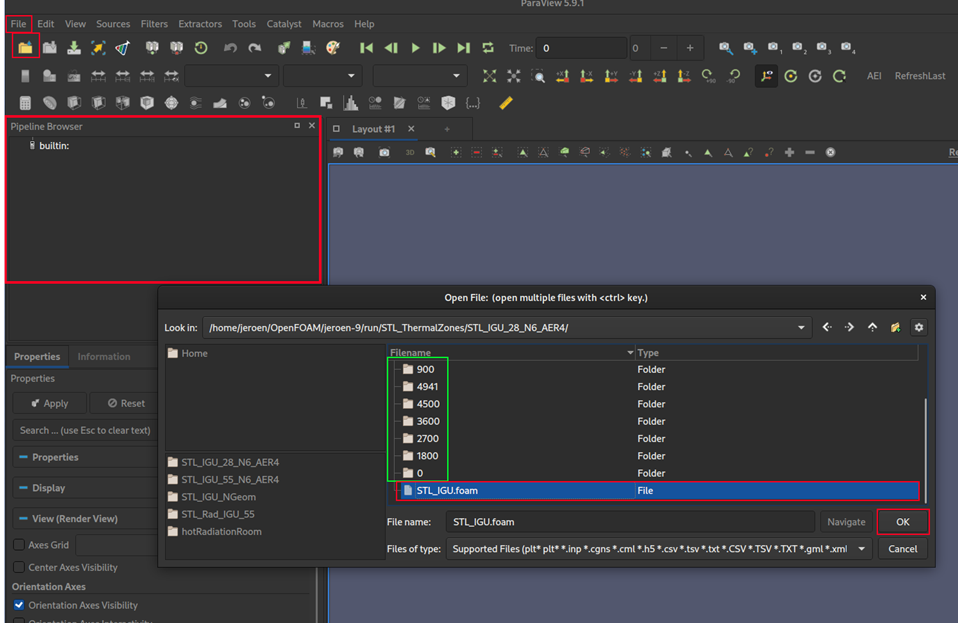 ParaView 5.9.1
File Edit View Sources Filters Extractors Tools Catalyst Macros Help
Time: 0 0
AEI RefreshLast
Pipeline Browser
builtin:
Layout #1
3D
Open File: (open multiple files with <ctrl> key.)
Look in: /home/jeroen/OpenFOAM/jeroen-9/run/STL_ThermalZones/STL_IGU_28_N6_AER4/
Home
Filename Type
900 Folder
4941 Folder
4500 Folder
3600 Folder
2700 Folder
1800 Folder
0 Folder
STL_IGU.foam File
STL_IGU_28_N6_AER4
STL_IGU_55_N6_AER4
STL_IGU_NGeom
STL_Rad_IGU_55
hotRadiationRoom
File name: STL_IGU.foam Navigate OK
Files of type: Supported Files (plt* plt* *.inp *.cgns *.cml *.h5 *.csv *.tsv *.txt *.CSV *.TSV *.TXT *.gml *.xml Cancel
Properties Information
Properties
Apply Reset
Search ... (use Esc to clear text)
Properties
Display
View (Render View)
Axes Grid
Center Axes Visibility
Orientation Axes
Orientation Axes Visibility